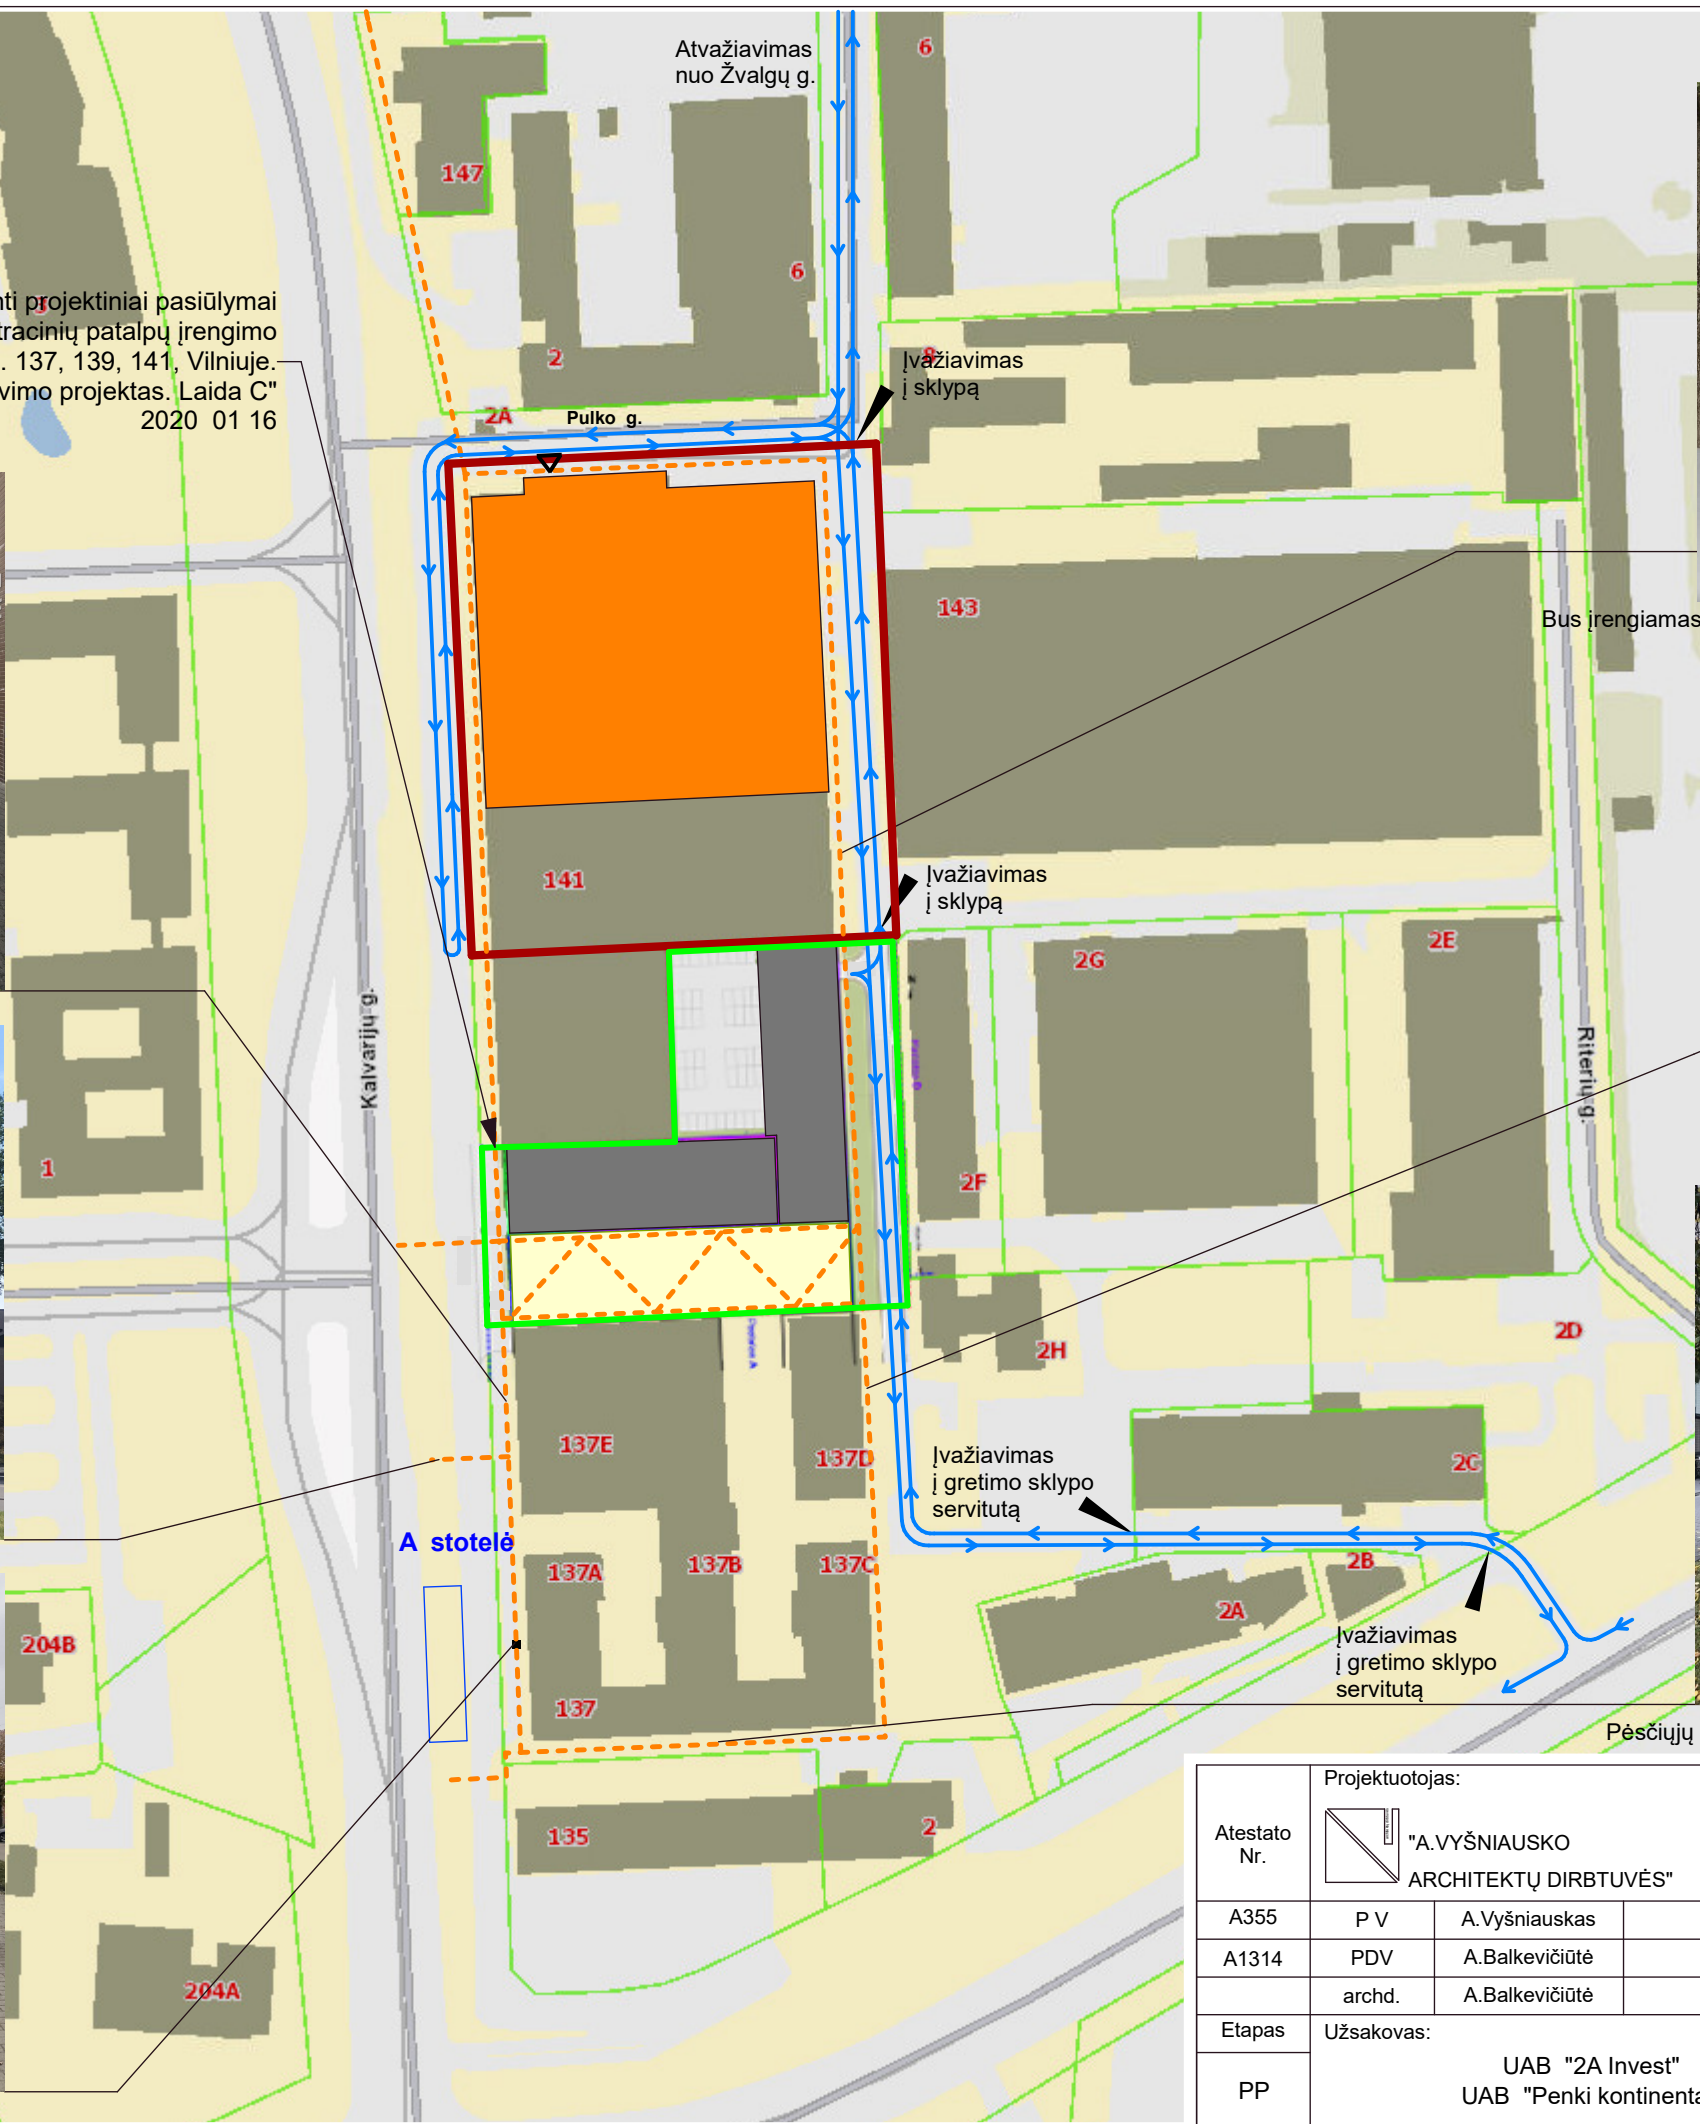 Atvažiavimas
nuo Žvalgų g.
6
147
6
projektiniai pasiūlymai
patalpų įrengimo
137, 139, 141, Vilniuje.
projektas. Laida C"
2020 01 16
2
8
Įvažiavimas
į sklypą
2A
Pulko g.
143
Bus įrengiamas
141
Įvažiavimas
į sklypą
2G
2E
Kalvarijų g.
Riterių g.
1
2F
2H
2D
137E
137D
2C
Įvažiavimas
į gretimo sklypo
servitutą
A stotelė
137A
137B
137C
2B
2A
204B
Įvažiavimas
į gretimo sklypo
servitutą
137
Pėsčiųjų
135
2
204A
Projektuotojas:
Atestato
Nr.
"A.VYŠNIAUSKO
ARCHITEKTŲ DIRBTUVĖS"
A355 P V A.Vyšniauskas
A1314 PDV A.Balkevičiūtė
archd. A.Balkevičiūtė
Etapas Užsakovas:
PP
UAB "2A Invest"
UAB "Penki